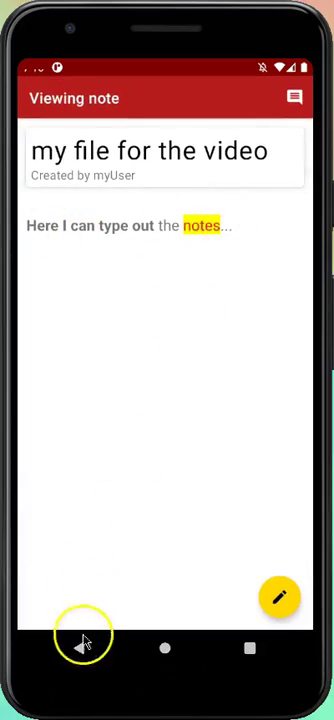 Viewing note
my file for the video
Created by myUser
Here I can type out the notes...